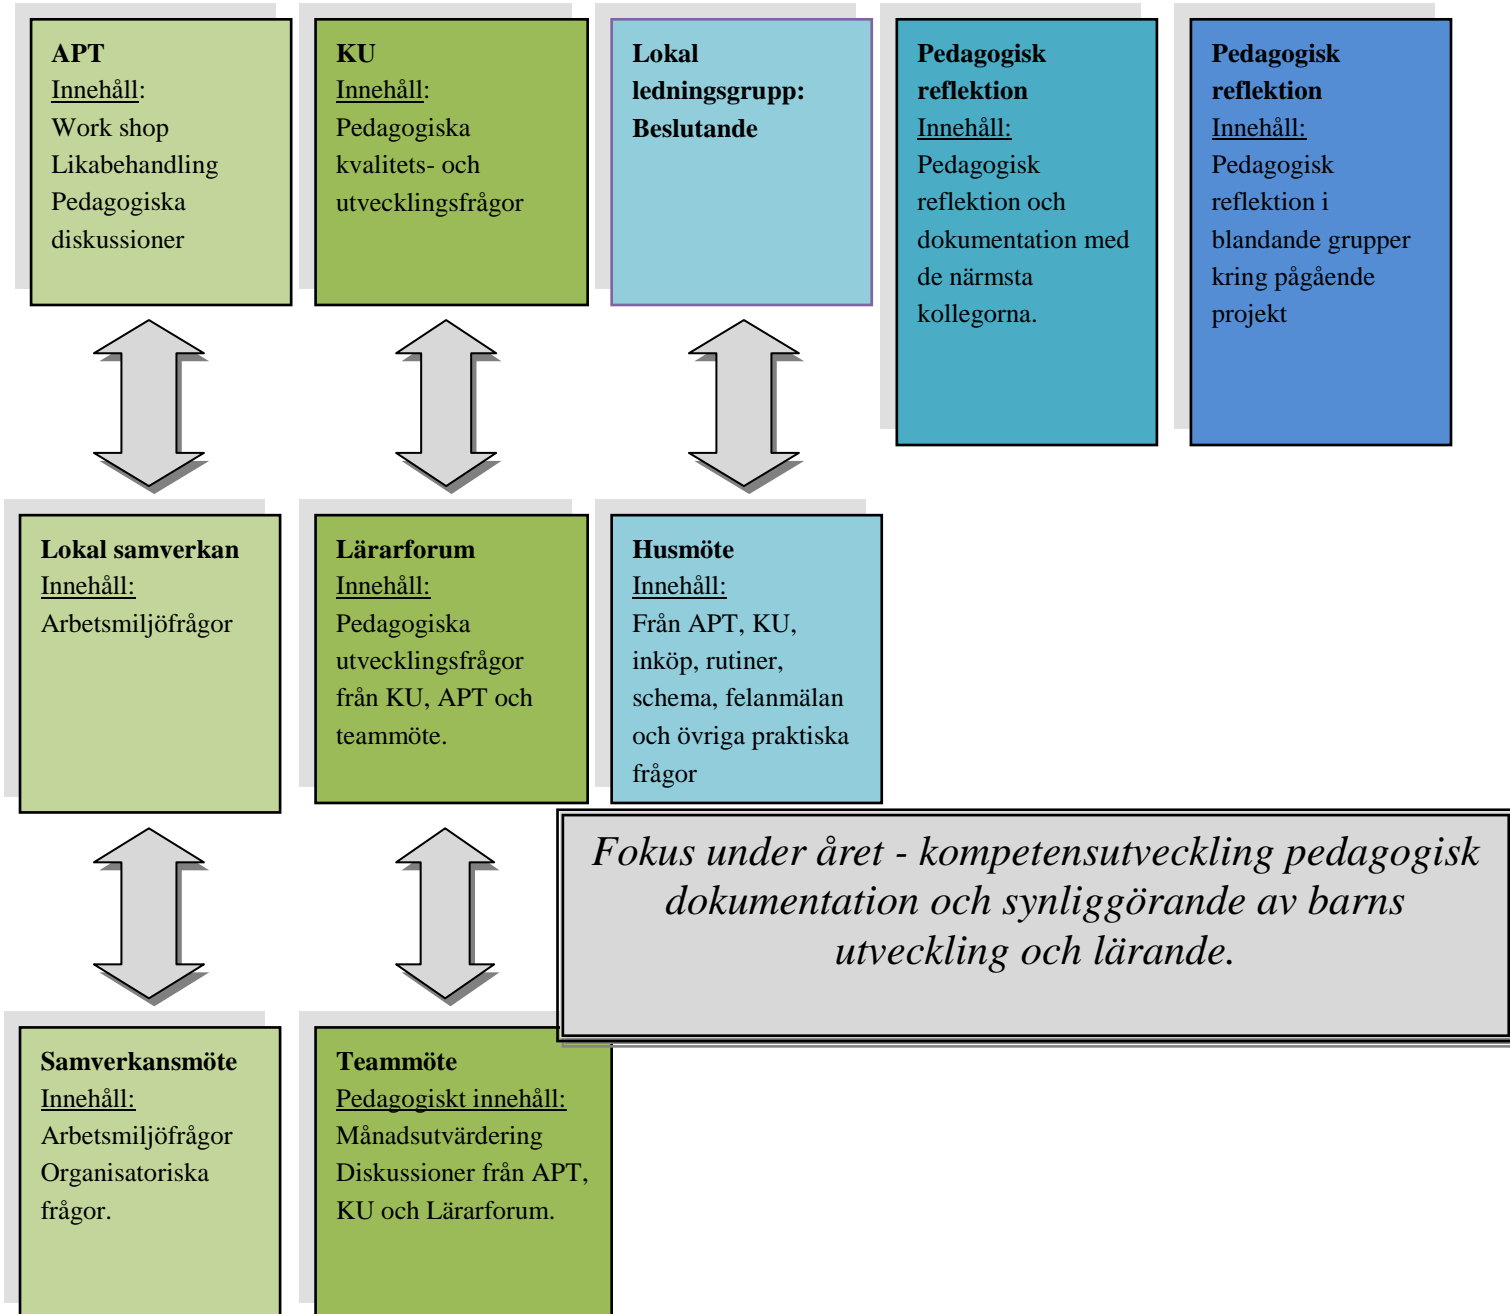 APT
Innehåll:
Work shop
Likabehandling
Pedagogiska
diskussioner
KU
Innehåll:
Pedagogiska
kvalitets- och
utvecklingsfrågor
Lokal
ledningsgrupp:
Beslutande
Pedagogisk
reflektion
Innehåll:
Pedagogisk
reflektion och
dokumentation med
de närmsta
kollegorna.
Pedagogisk
reflektion
Innehåll:
Pedagogisk
reflektion i
blandande grupper
kring pågående
projekt
Lokal samverkan
Innehåll:
Arbetsmiljöfrågor
Lärarforum
Innehåll:
Pedagogiska
utvecklingsfrågor
från KU, APT och
teammöte.
Husmöte
Innehåll:
Från APT, KU,
inköp, rutiner,
schema, felanmälan
och övriga praktiska
frågor
Fokus under året - kompetensutveckling pedagogisk
dokumentation och synliggörande av barns
utveckling och lärande.
Samverkansmöte
Innehåll:
Arbetsmiljöfrågor
Organisatoriska
frågor.
Teammöte
Pedagogiskt innehåll:
Månadsutvärdering
Diskussioner från APT,
KU och Lärarforum.